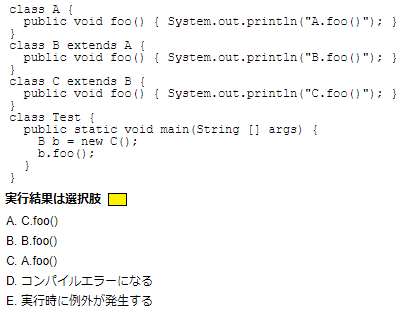 class A {
  public void foo() { System.out.println("A.foo()"); }
}
class B extends A {
  public void foo() { System.out.println("B.foo()"); }
}
class C extends B {
  public void foo() { System.out.println("C.foo()"); }
}
class Test {
  public static void main(String [] args) {
    B b = new C();
    b.foo();
  }
}
実行結果は選択肢
A. C.foo()
B. B.foo()
C. A.foo()
D. コンパイルエラーになる
E. 実行時に例外が発生する